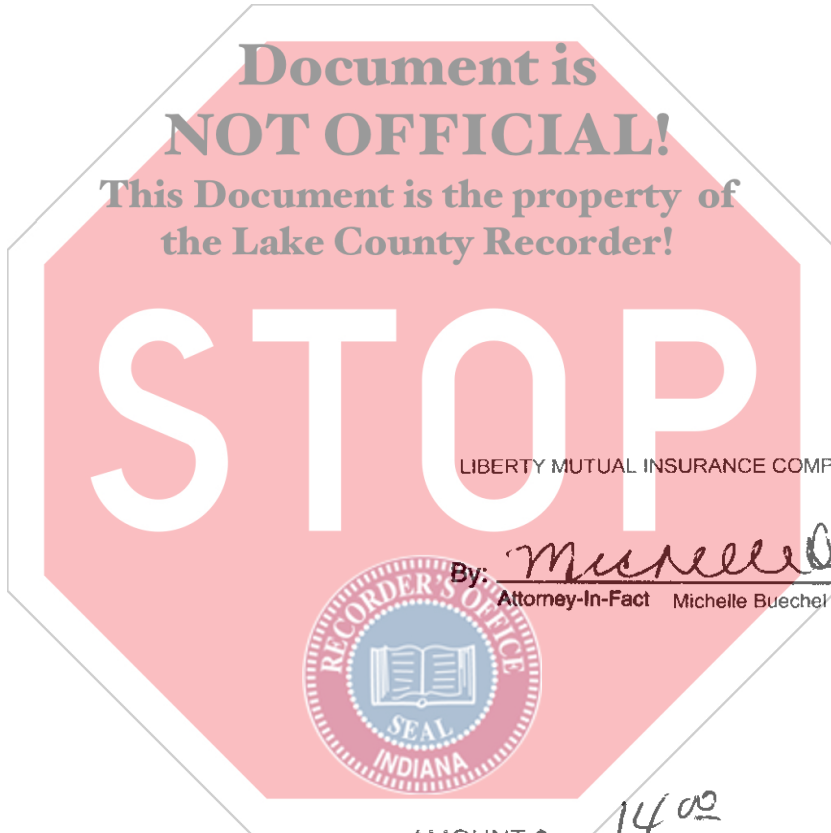 Document is
NOT OFFICIAL!
This Document is the property of
the Lake County Recorder!
STOP
LIBERTY MUTUAL INSURANCE COMP
By: Michelle
Attorney-In-Fact Michelle Buechel
RECORDER'S OFFICE
SEAL
INDIANA
14 00